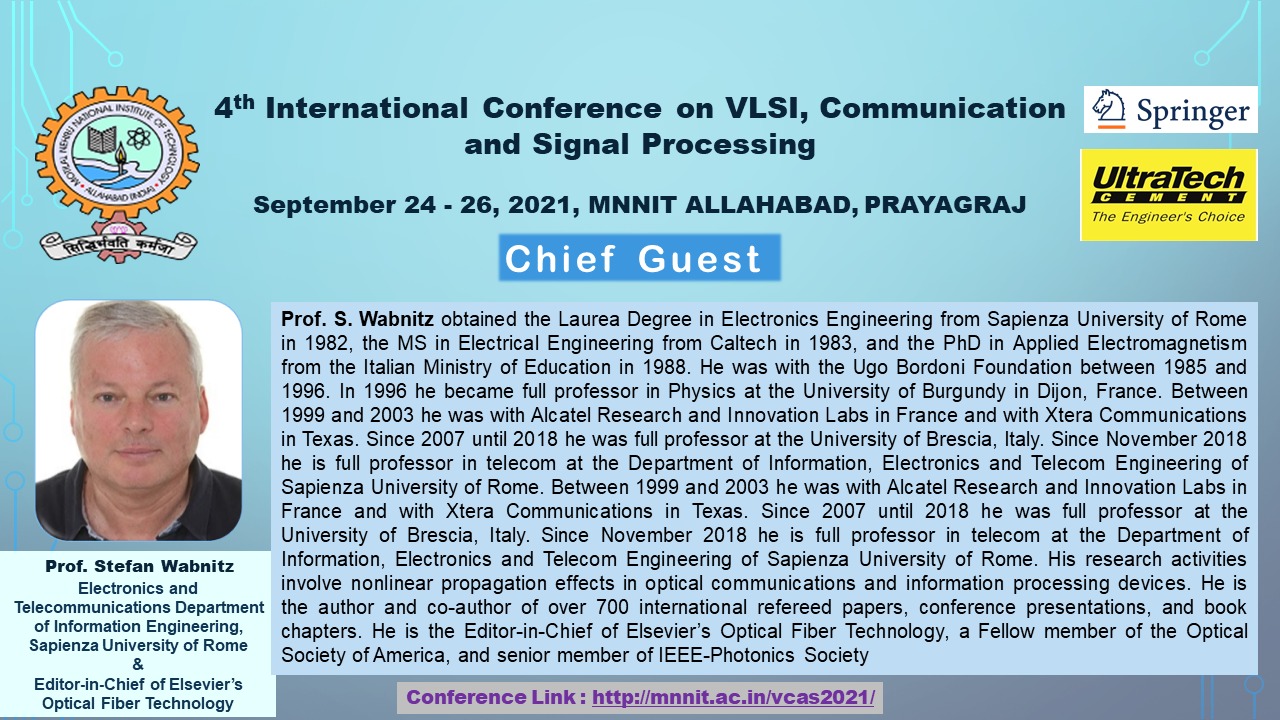 4th International Conference on VLSI, Communication
and Signal Processing
September 24 - 26, 2021, MNNIT ALLAHABAD, PRAYAGRAJ
Chief Guest
MOTILAL NEHRU NATIONAL INSTITUTE OF TECHNOLOGY
ALLAHABAD (INDIA)
सिद्धिर्भवति कर्मजा
Springer
UltraTech
CEMENT
The Engineer's Choice
Prof. S. Wabnitz obtained the Laurea Degree in Electronics Engineering from Sapienza University of Rome
in 1982, the MS in Electrical Engineering from Caltech in 1983, and the PhD in Applied Electromagnetism
from the Italian Ministry of Education in 1988. He was with the Ugo Bordoni Foundation between 1985 and
1996. In 1996 he became full professor in Physics at the University of Burgundy in Dijon, France. Between
1999 and 2003 he was with Alcatel Research and Innovation Labs in France and with Xtera Communications
in Texas. Since 2007 until 2018 he was full professor at the University of Brescia, Italy. Since November 2018
he is full professor in telecom at the Department of Information, Electronics and Telecom Engineering of
Sapienza University of Rome. Between 1999 and 2003 he was with Alcatel Research and Innovation Labs in
France and with Xtera Communications in Texas. Since 2007 until 2018 he was full professor at the
University of Brescia, Italy. Since November 2018 he is full professor in telecom at the Department of
Information, Electronics and Telecom Engineering of Sapienza University of Rome. His research activities
involve nonlinear propagation effects in optical communications and information processing devices. He is
the author and co-author of over 700 international refereed papers, conference presentations, and book
chapters. He is the Editor-in-Chief of Elsevier’s Optical Fiber Technology, a Fellow member of the Optical
Society of America, and senior member of IEEE-Photonics Society
Prof. Stefan Wabnitz
Electronics and
Telecommunications Department
of Information Engineering,
Sapienza University of Rome
&
Editor-in-Chief of Elsevier’s
Optical Fiber Technology
Conference Link : http://mnnit.ac.in/vcas2021/